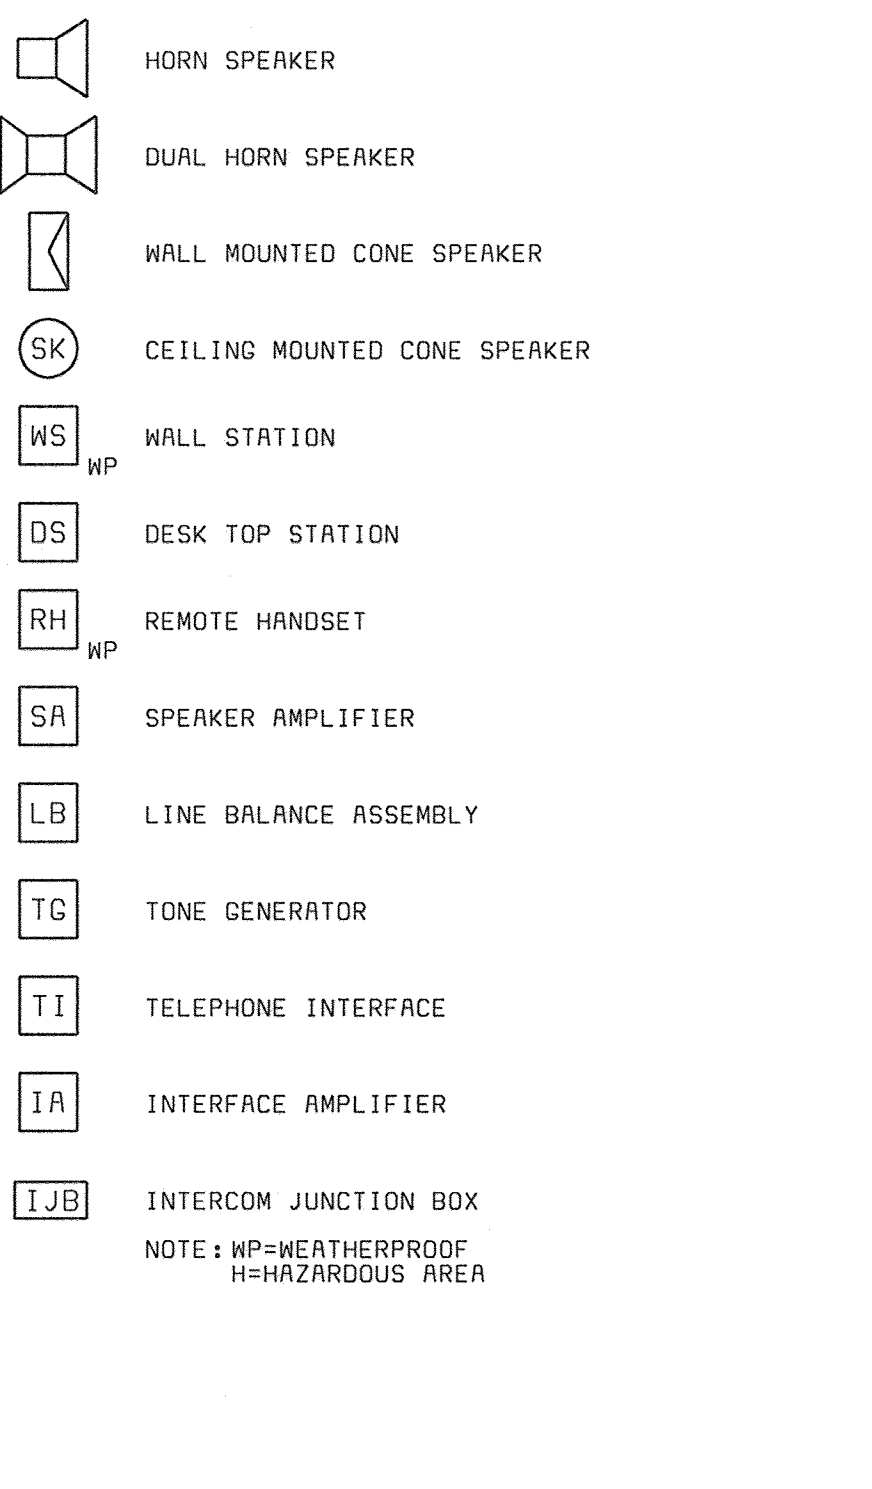 HORN SPEAKER
DUAL HORN SPEAKER
WALL MOUNTED CONE SPEAKER
SK CEILING MOUNTED CONE SPEAKER
WS WALL STATION
WP
DS DESK TOP STATION
RH REMOTE HANDSET
WP
SA SPEAKER AMPLIFIER
LB LINE BALANCE ASSEMBLY
TG TONE GENERATOR
TI TELEPHONE INTERFACE
IA INTERFACE AMPLIFIER
IJB INTERCOM JUNCTION BOX
NOTE: WP=WEATHERPROOF
H=HAZARDOUS AREA